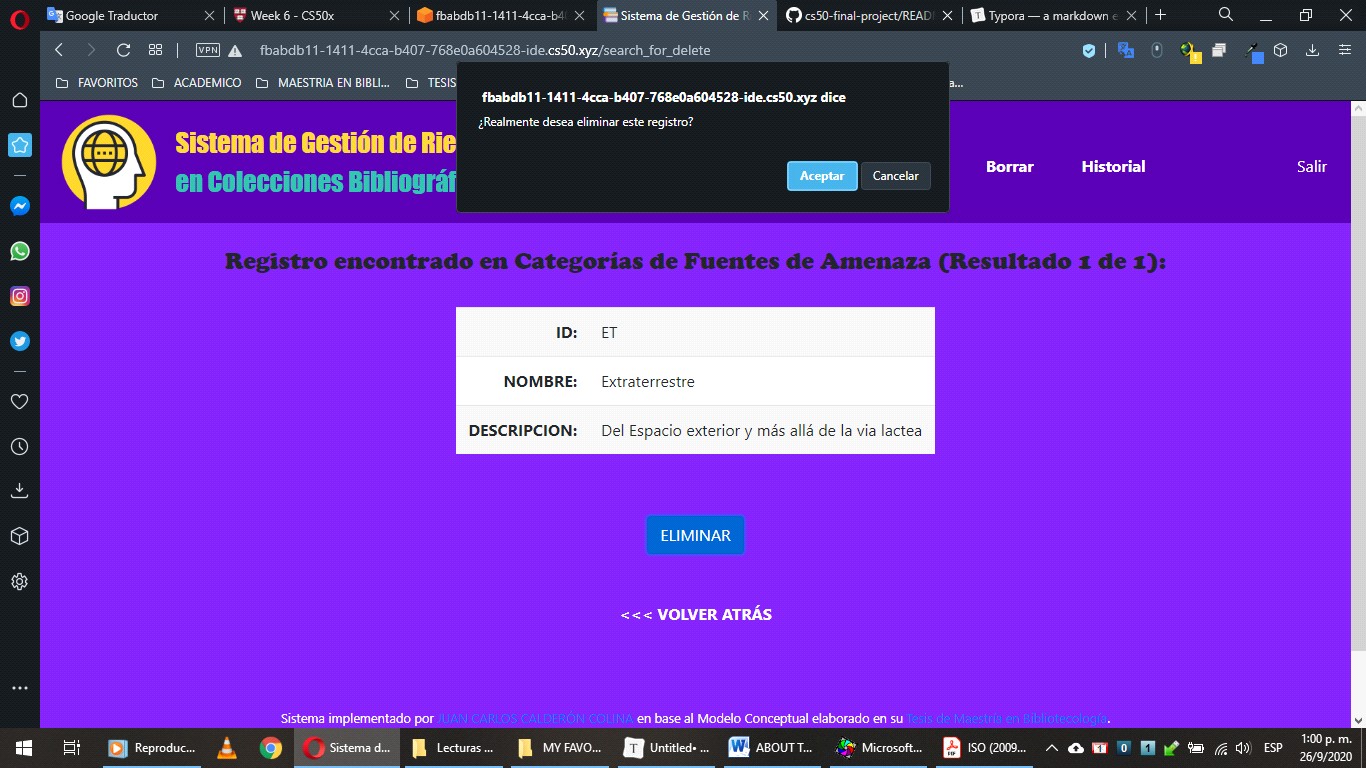 Google Traductor
Week 6 - CS50x
fbabdb11-1411-4cca-b4
Sistema de Gestión de R
cs50-final-project/READ
Typora — a markdown e
VPN
fbabdb11-1411-4cca-b407-768e0a604528-ide.cs50.xyz/search_for_delete
FAVORITOS
ACADEMICO
MAESTRIA EN BIBLI...
TESIS
a...
fbabdb11-1411-4cca-b407-768e0a604528-ide.cs50.xyz dice
¿Realmente desea eliminar este registro?
Aceptar
Cancelar
Sistema de Gestión de Rie
en Colecciones Bibliográf
Borrar
Historial
Salir
Registro encontrado en Categorías de Fuentes de Amenaza (Resultado 1 de 1):
ID: ET
NOMBRE: Extraterrestre
DESCRIPCION: Del Espacio exterior y más allá de la via lactea
ELIMINAR
<<< VOLVER ATRÁS
Sistema implementado por JUAN CARLOS CALDERÓN COLINA en base al Modelo Conceptual elaborado en su Tesis de Maestría en Bibliotecología.
Reproduc...
Sistema d...
Lecturas ...
MY FAVO...
Untitled• ...
ABOUT T...
Microsoft...
ISO (2009...
ESP
1:00 p. m.
26/9/2020